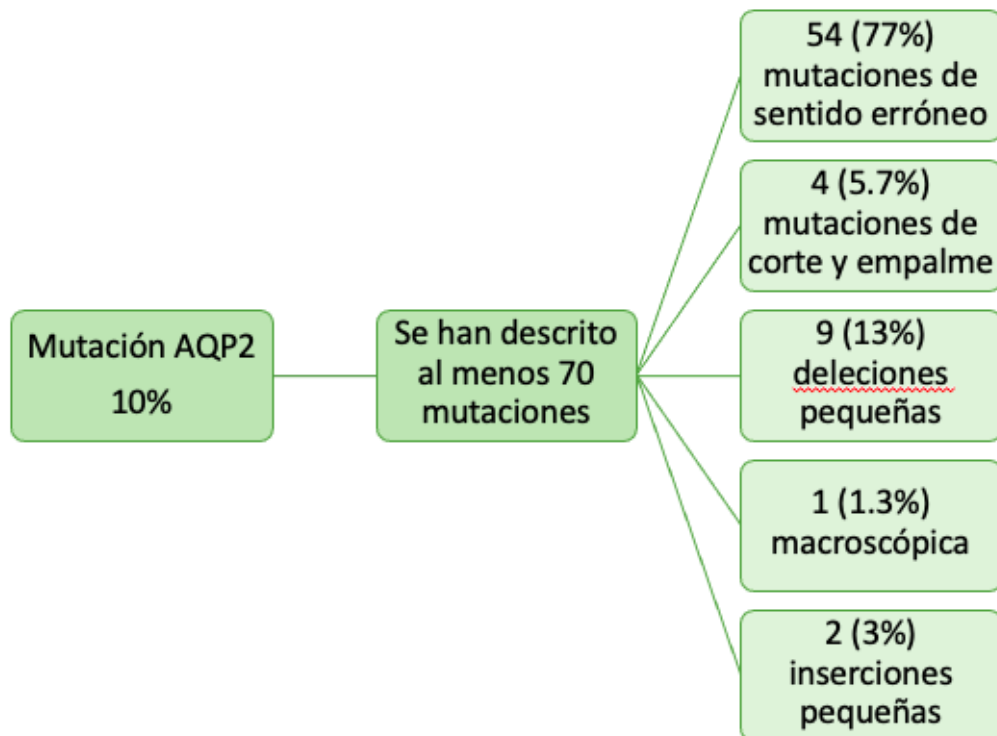 Mutación AQP2
10%
Se han descrito
al menos 70
mutaciones
54 (77%)
mutaciones de
sentido erróneo
4 (5.7%)
mutaciones de
corte y empalme
9 (13%)
deleciones
pequeñas
1 (1.3%)
macroscópica
2 (3%)
inserciones
pequeñas